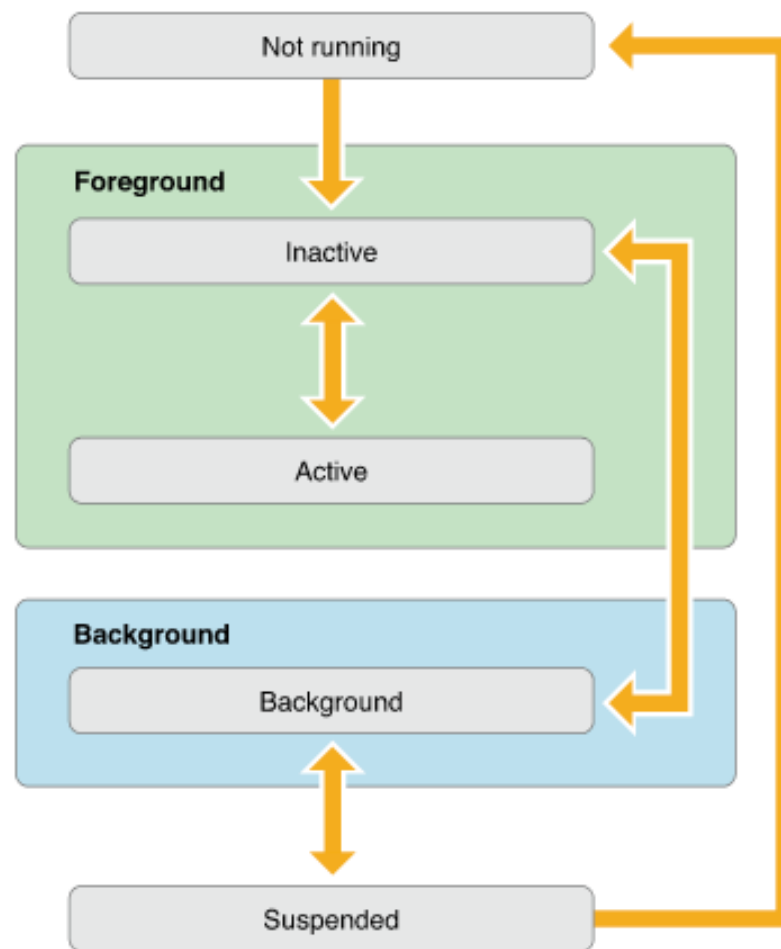 Not running
Foreground
Inactive
Active
Background
Background
Suspended